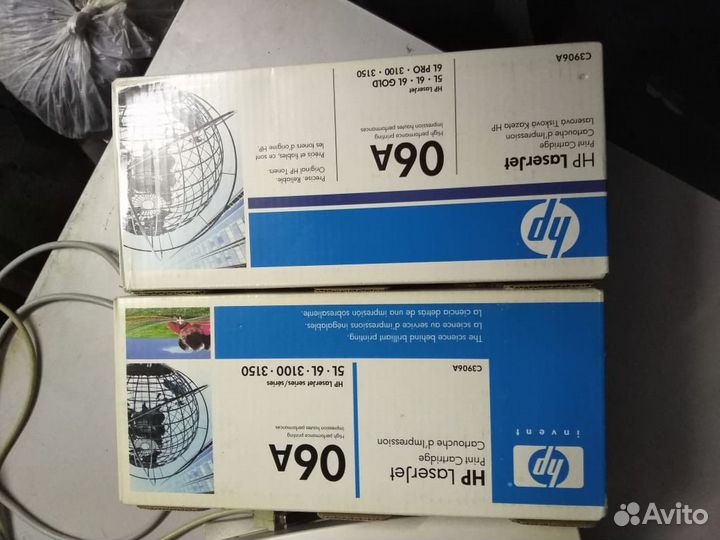 hp
HP LaserJet
Print Cartridge
Cartouche d'Impression
Laserová Tisková Kazeta HP
C3906A
06A
High performance printing
Impression hautes performances
HP LaserJet
5L · 6L · 6L GOLD
6L PRO · 3100 · 3150
Precise. Reliable.
Original HP Toners.
Précis et fiables, ce sont
les toners d'origine HP.
hp
invent
HP LaserJet
Print Cartridge
Cartouche d'Impression
C3906A
06A
High performance printing
Impression hautes performances
HP LaserJet series/séries
5L · 6L · 3100 · 3150
The science behind brilliant printing.
La science au service d'impressions inégalables.
La ciencia detrás de una impresión sobresaliente.
Avito